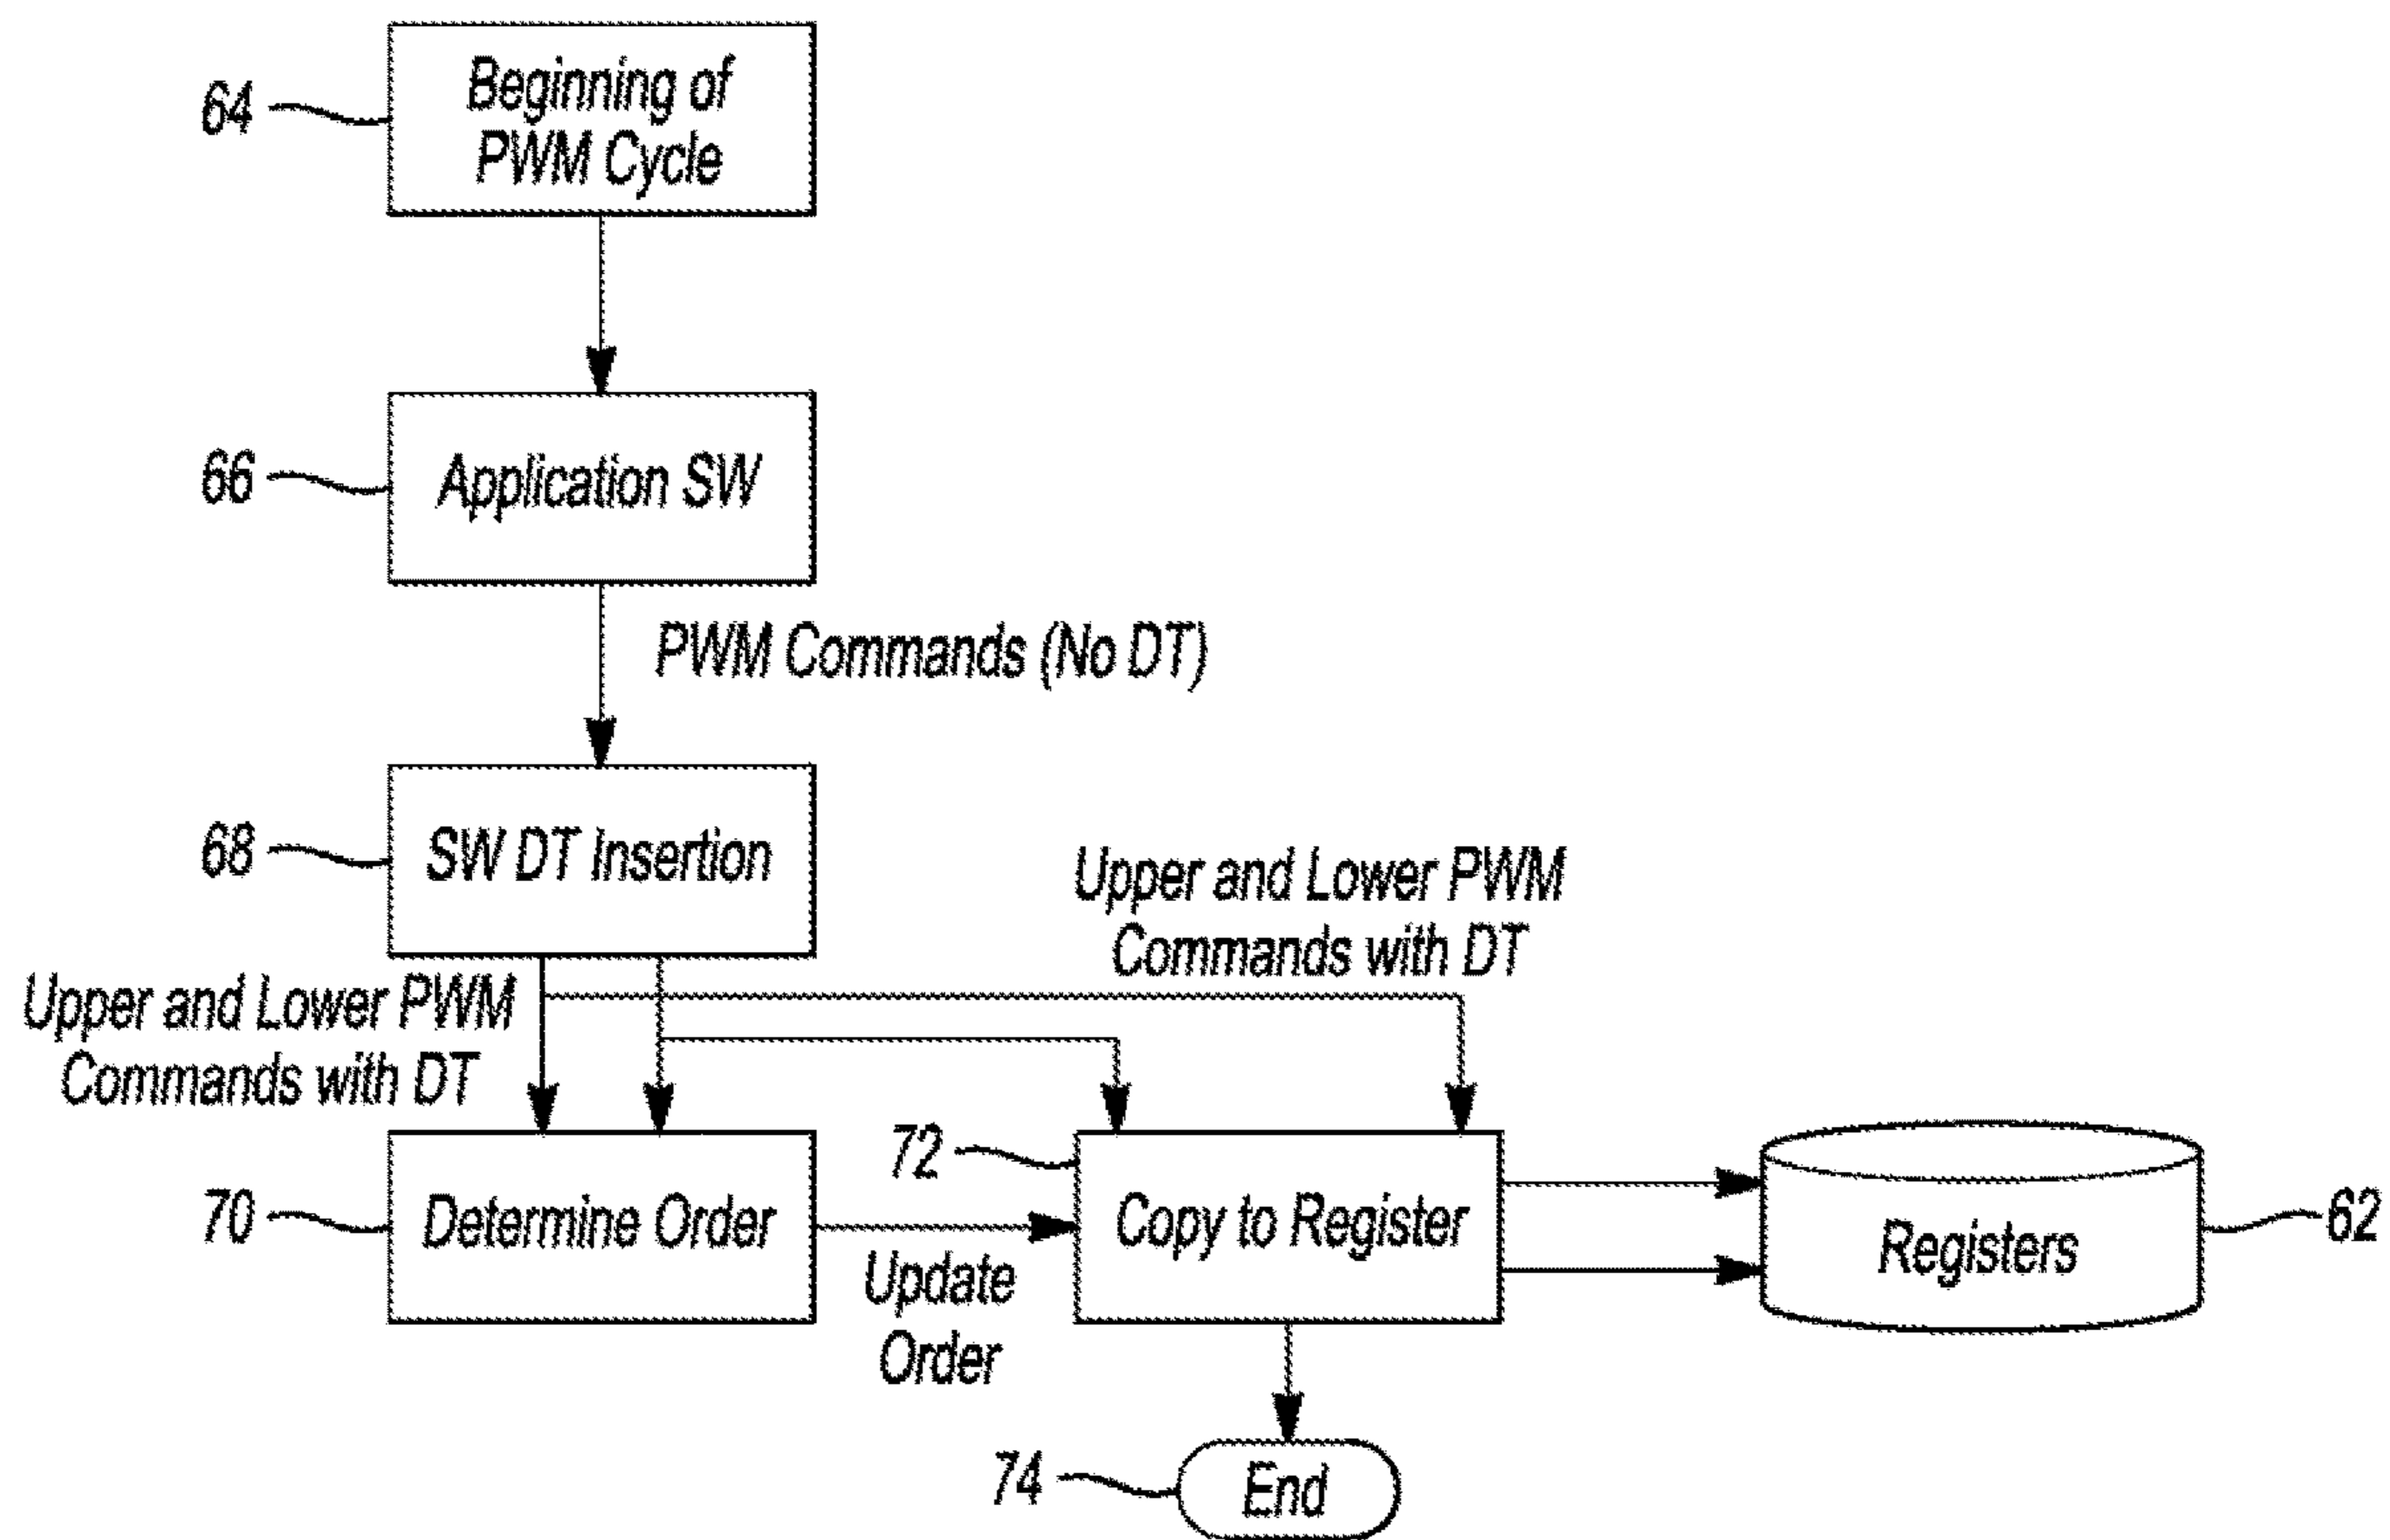 64
Beginning of
PWM Cycle
66
Application SW
PWM Commands (No DT)
68
SW DT Insertion
Upper and Lower PWM
Commands with DT
Upper and Lower PWM
Commands with DT
70
Determine Order
Update
Order
72
Copy to Register
Registers
62
74
End